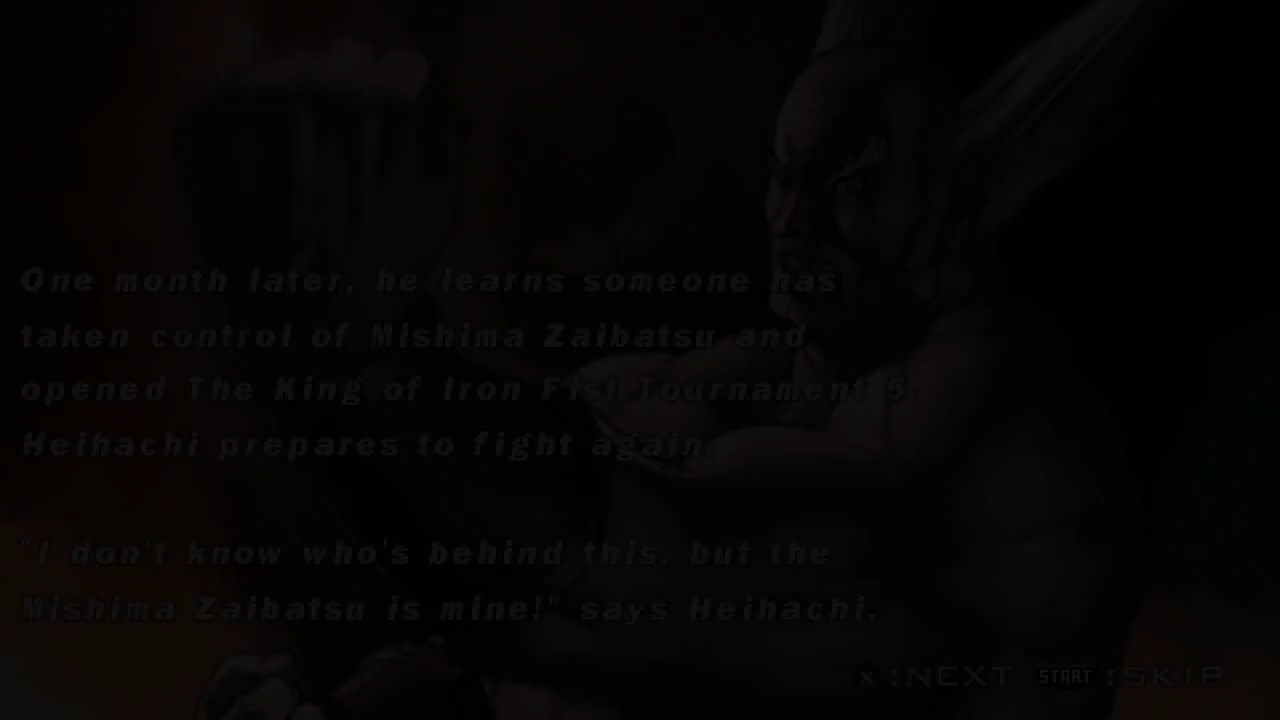 One month later, he learns someone has
taken control of Mishima Zaibatsu and
opened The King of Iron Fist Tournament 5.
Heihachi prepares to fight again.
"I don't know who's behind this, but the
Mishima Zaibatsu is mine!" says Heihachi.
:NEXT START :SKIP